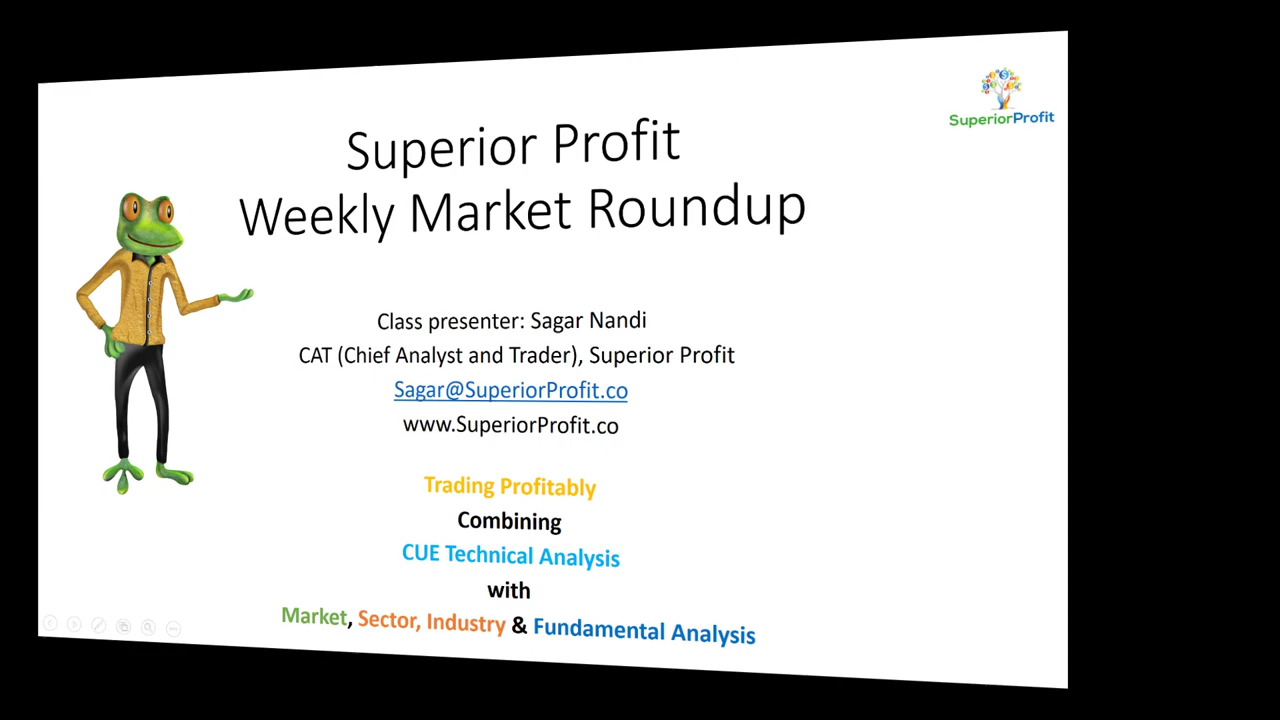 SuperiorProfit
Superior Profit
Weekly Market Roundup
Class presenter: Sagar Nandi
CAT (Chief Analyst and Trader), Superior Profit
Sagar@SuperiorProfit.co
www.SuperiorProfit.co
Trading Profitably
Combining
CUE Technical Analysis
with
Market, Sector, Industry & Fundamental Analysis